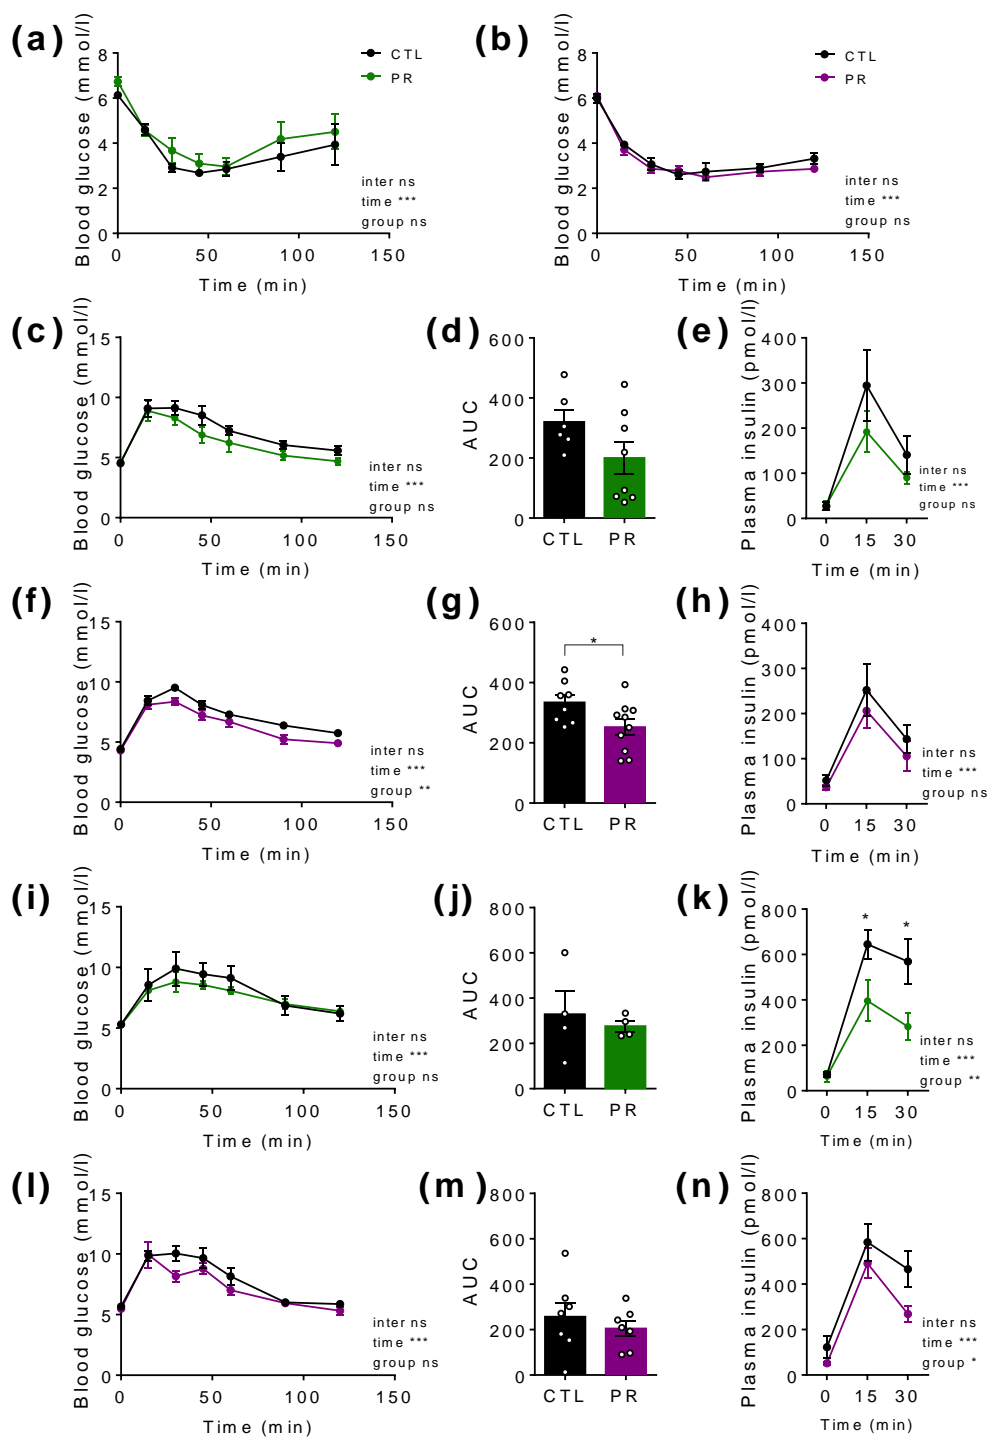 (a)
Blood glucose (mmol/l)
8
6
4
2
0
0
50
100
150
Time (min)
CTL
PR
inter ns
time ***
group ns
(b)
Blood glucose (mmol/l)
8
6
4
2
0
0
50
100
150
Time (min)
CTL
PR
inter ns
time ***
group ns
(c)
Blood glucose (mmol/l)
15
10
5
0
0
50
100
150
Time (min)
inter ns
time ***
group ns
(d)
AUC
600
400
200
0
CTL
PR
(e)
Plasma insulin (pmol/l)
400
300
200
100
0
0
15
30
Time (min)
inter ns
time ***
group ns
(f)
Blood glucose (mmol/l)
15
10
5
0
0
50
100
150
Time (min)
inter ns
time ***
group **
(g)
AUC
600
400
200
0
*
CTL
PR
(h)
Plasma insulin (pmol/l)
400
300
200
100
0
0
15
30
Time (min)
inter ns
time ***
group ns
(i)
Blood glucose (mmol/l)
15
10
5
0
0
50
100
150
Time (min)
inter ns
time ***
group ns
(j)
AUC
800
600
400
200
0
CTL
PR
(k)
Plasma insulin (pmol/l)
800
600
400
200
0
*
*
0
15
30
Time (min)
inter ns
time ***
group **
(l)
Blood glucose (mmol/l)
15
10
5
0
0
50
100
150
Time (min)
inter ns
time ***
group ns
(m)
AUC
800
600
400
200
0
CTL
PR
(n)
Plasma insulin (pmol/l)
800
600
400
200
0
0
15
30
Time (min)
inter ns
time ***
group *